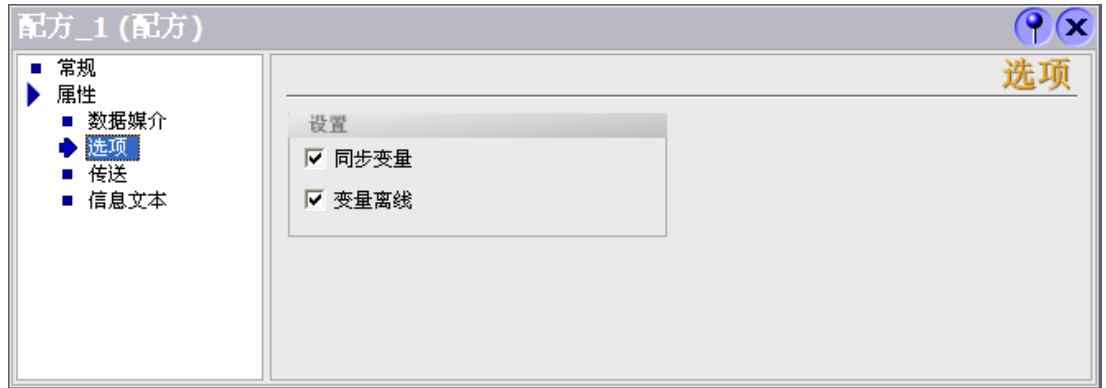 配方_1 (配方)
常规
属性
数据媒介
选项
传送
信息文本
选项
设置
同步变量
变量离线